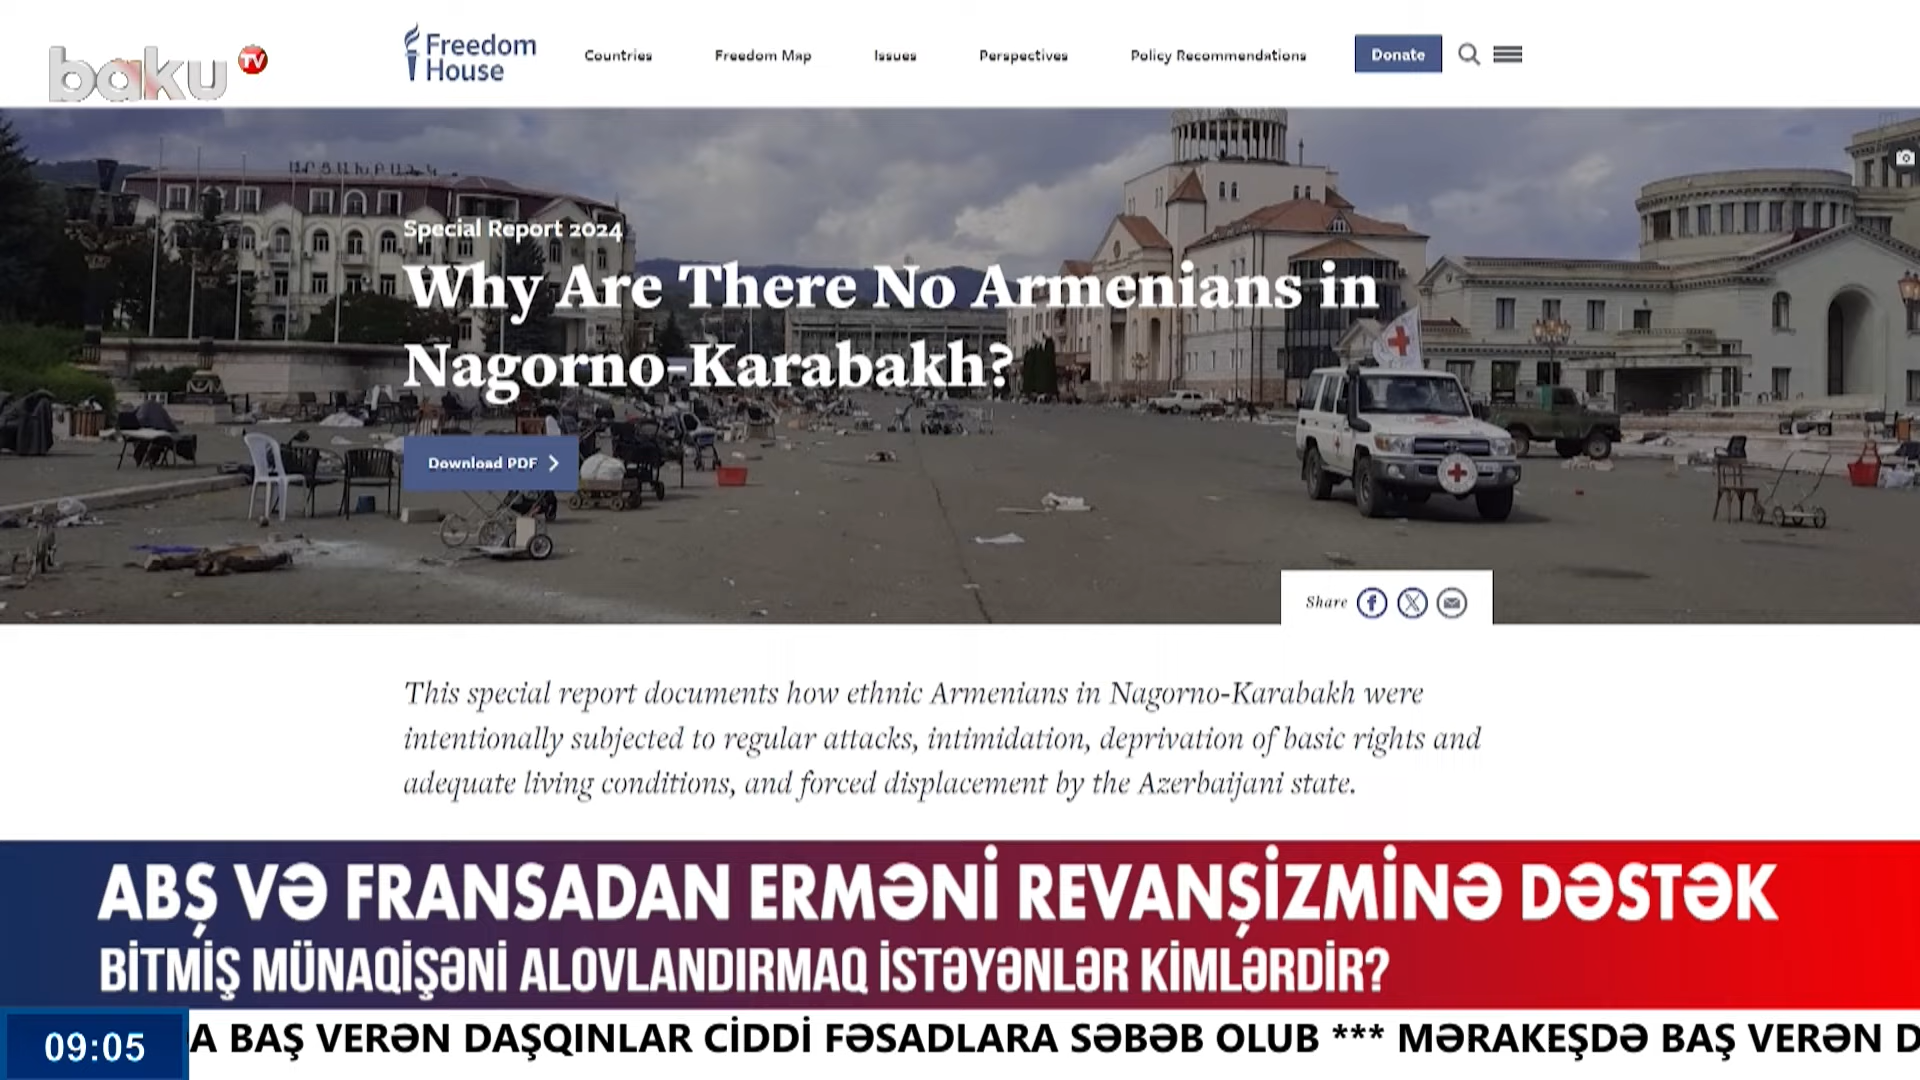 baku TV
Freedom House
Countries
Freedom Map
Issues
Perspectives
Policy Recommendations
Donate
Special Report 2024
Why Are There No Armenians in
Nagorno-Karabakh?
Download PDF
Share
This special report documents how ethnic Armenians in Nagorno-Karabakh were
intentionally subjected to regular attacks, intimidation, deprivation of basic rights and
adequate living conditions, and forced displacement by the Azerbaijani state.
ABŞ VƏ FRANSADAN ERMƏNİ REVANŞİZMİNƏ DƏSTƏK
BİTMİŞ MÜNAQİŞƏNİ ALOVLANDIRMAQ İSTƏYƏNLƏR KİMLƏRDİR?
09:05
A BAŞ VERƏN DAŞQINLAR CİDDİ FƏSADLARA SƏBƏB OLUB *** MƏRAKEŞDƏ BAŞ VERƏN D